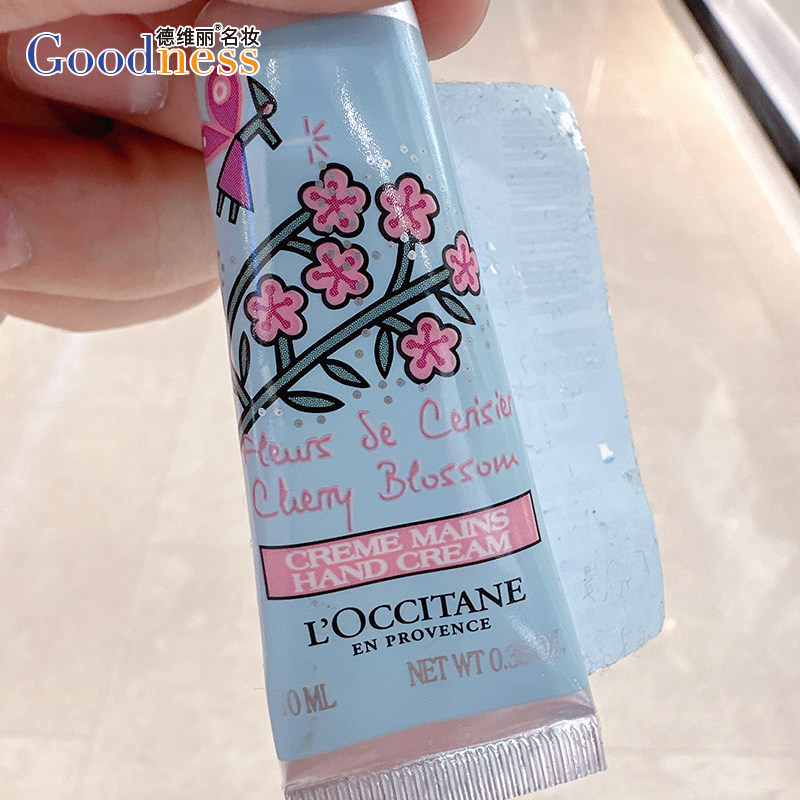 德维丽®名妆
Goodness
Fleurs de Cerisier
Cherry Blossom
CREME MAINS
HAND CREAM
L'OCCITANE
EN PROVENCE
ML NET WT